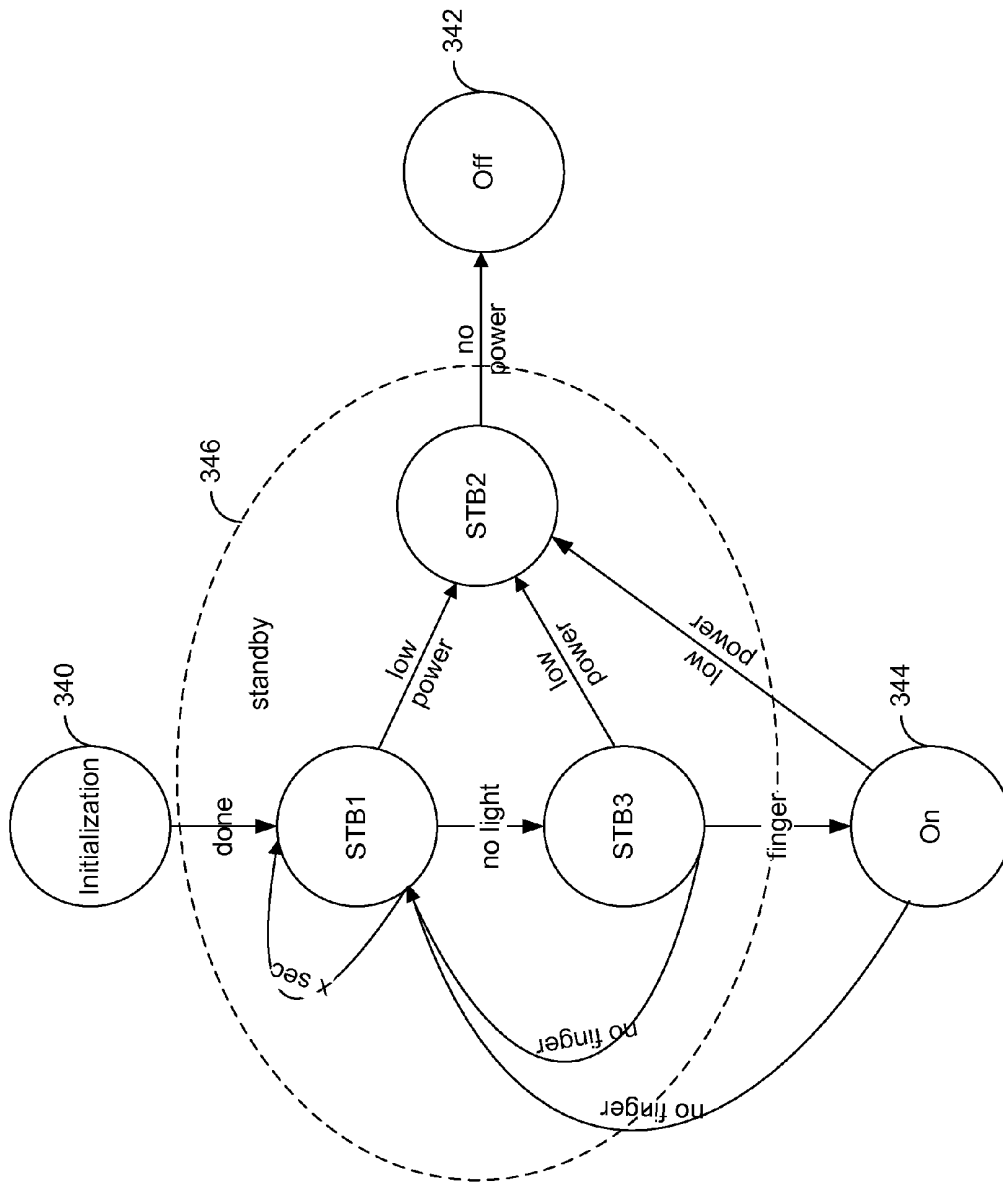 340
Initialization
done
346
standby
STB1
x sec
low
power
no light
STB2
no
power
342
Off
STB3
low
power
no finger
finger
low
power
no finger
344
On